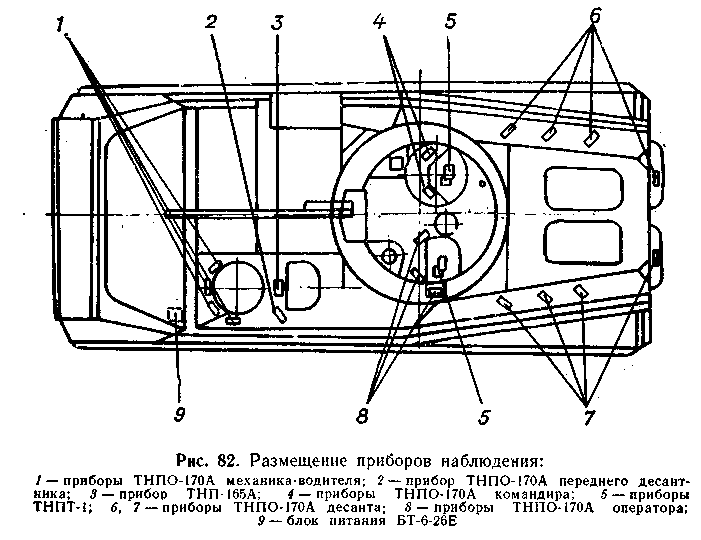 1 2 3 4 5 6
9 8 5 7
Рис. 82. Размещение приборов наблюдения:
1 — приборы ТНПО-170А механика-водителя; 2 — прибор ТНПО-170А переднего десант-
ника; 3 — прибор ТНП-165А; 4 — приборы ТНПО-170А командира; 5 — приборы
ТНПТ-1; 6, 7 — приборы ТНПО-170А десанта; 8 — приборы ТНПО-170А оператора;
9 — блок питания БТ-6-26Е